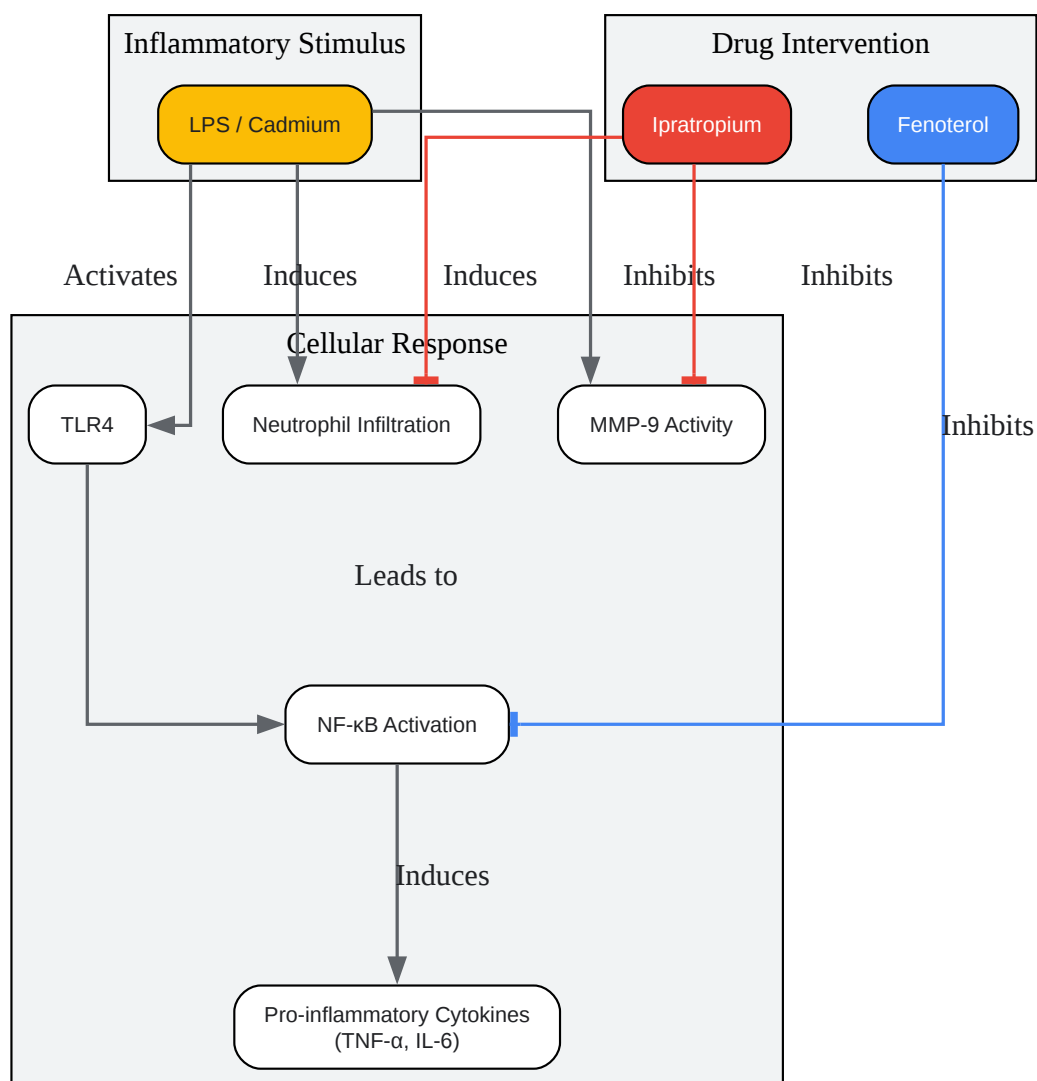 Inflammatory Stimulus
Drug Intervention
LPS / Cadmium
Ipratropium
Fenoterol
Activates
Induces
Induces
Inhibits
Inhibits
Cellular Response
TLR4
Neutrophil Infiltration
MMP-9 Activity
Inhibits
Leads to
NF-κB Activation
Induces
Pro-inflammatory Cytokines
(TNF-α, IL-6)